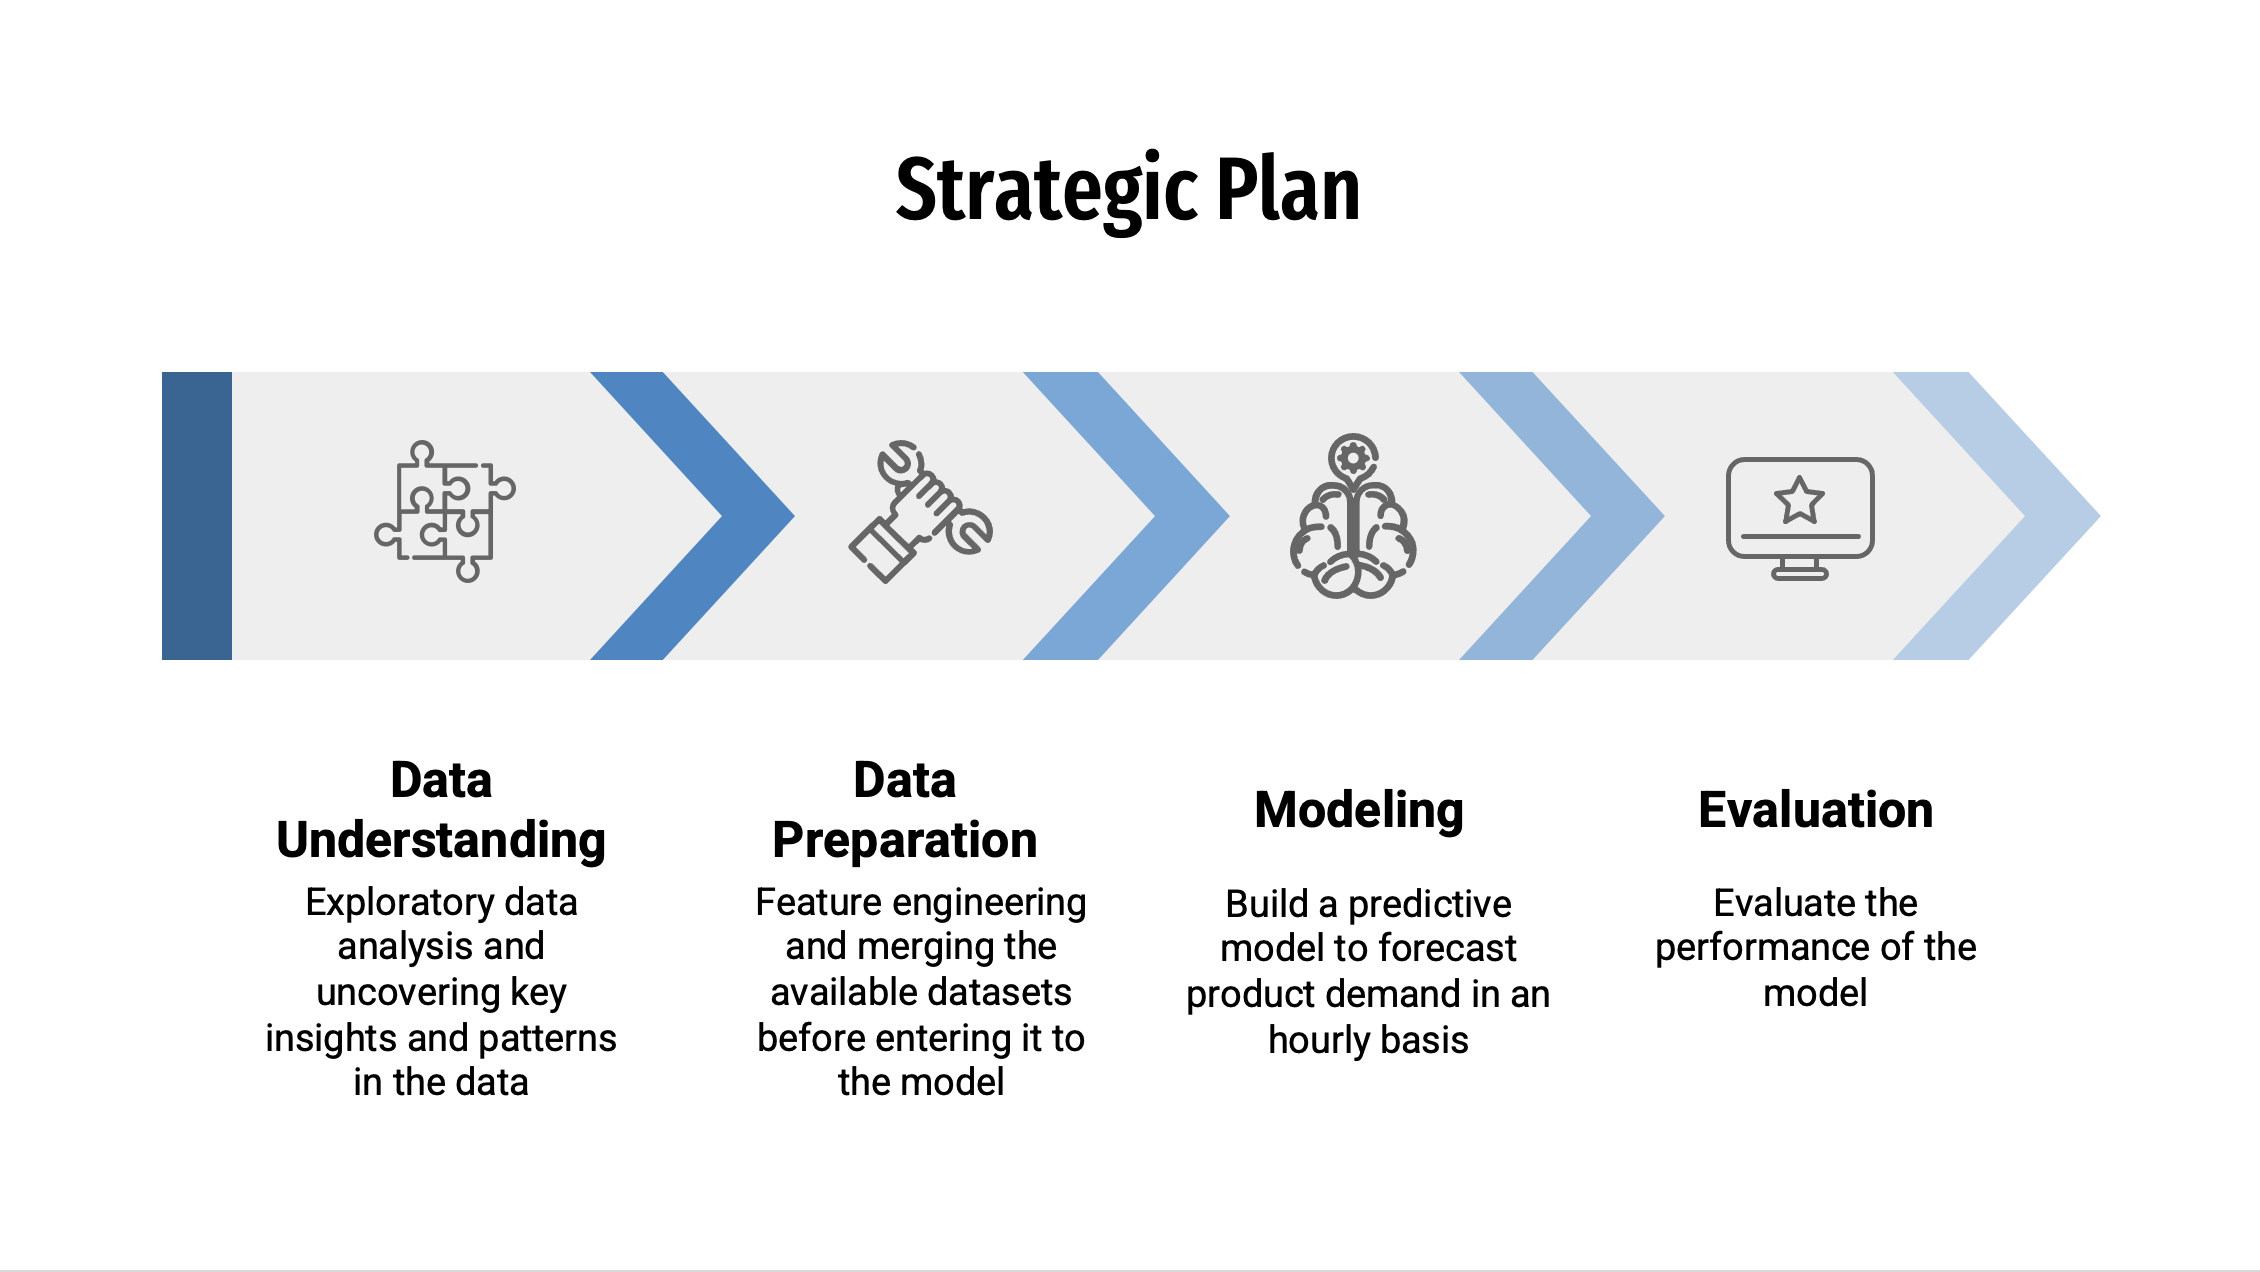 Strategic Plan
Data
Understanding
Exploratory data
analysis and
uncovering key
insights and patterns
in the data
Data
Preparation
Feature engineering
and merging the
available datasets
before entering it to
the model
Modeling
Build a predictive
model to forecast
product demand in an
hourly basis
Evaluation
Evaluate the
performance of the
model